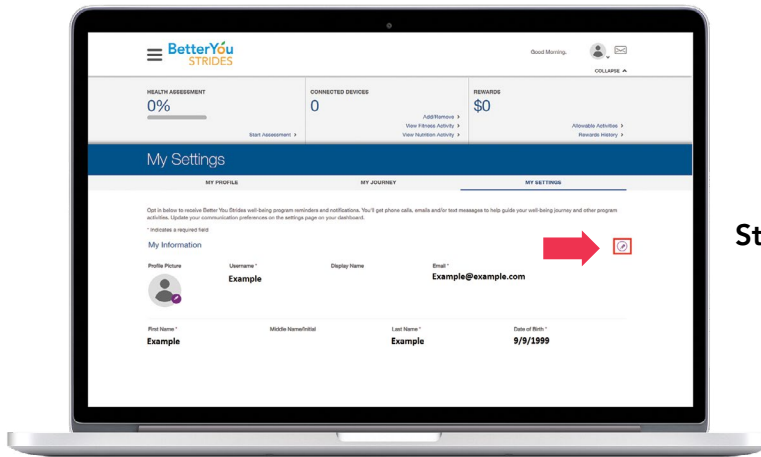 BetterYóu
STRIDES
Good Morning.
COLLAPSE
HEALTH ASSESSMENT
0%
Start Assessment
CONNECTED DEVICES
0
Add/Remove
View Fitness Activity
View Nutrition Activity
REWARDS
$0
Allowable Activities
Rewards History
My Settings
MY PROFILE
MY JOURNEY
MY SETTINGS
Opt in below to receive Better You Strides well-being program reminders and notifications. You'll get phone calls, emails and/or text messages to help guide your well-being journey and other program
activities. Update your communication preferences on the settings page on your dashboard.
* Indicates a required field
My Information
Profile Picture
Username *
Example
Display Name
Email *
Example@example.com
First Name *
Example
Middle Name/Initial
Last Name *
Example
Date of Birth *
9/9/1999
St